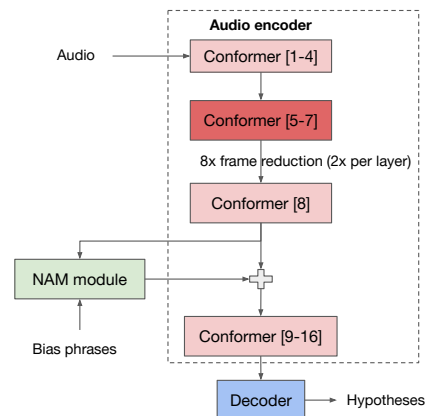 Audio encoder
Audio
Conformer [1-4]
Conformer [5-7]
8x frame reduction (2x per layer)
Conformer [8]
NAM module
Bias phrases
Conformer [9-16]
Decoder
Hypotheses